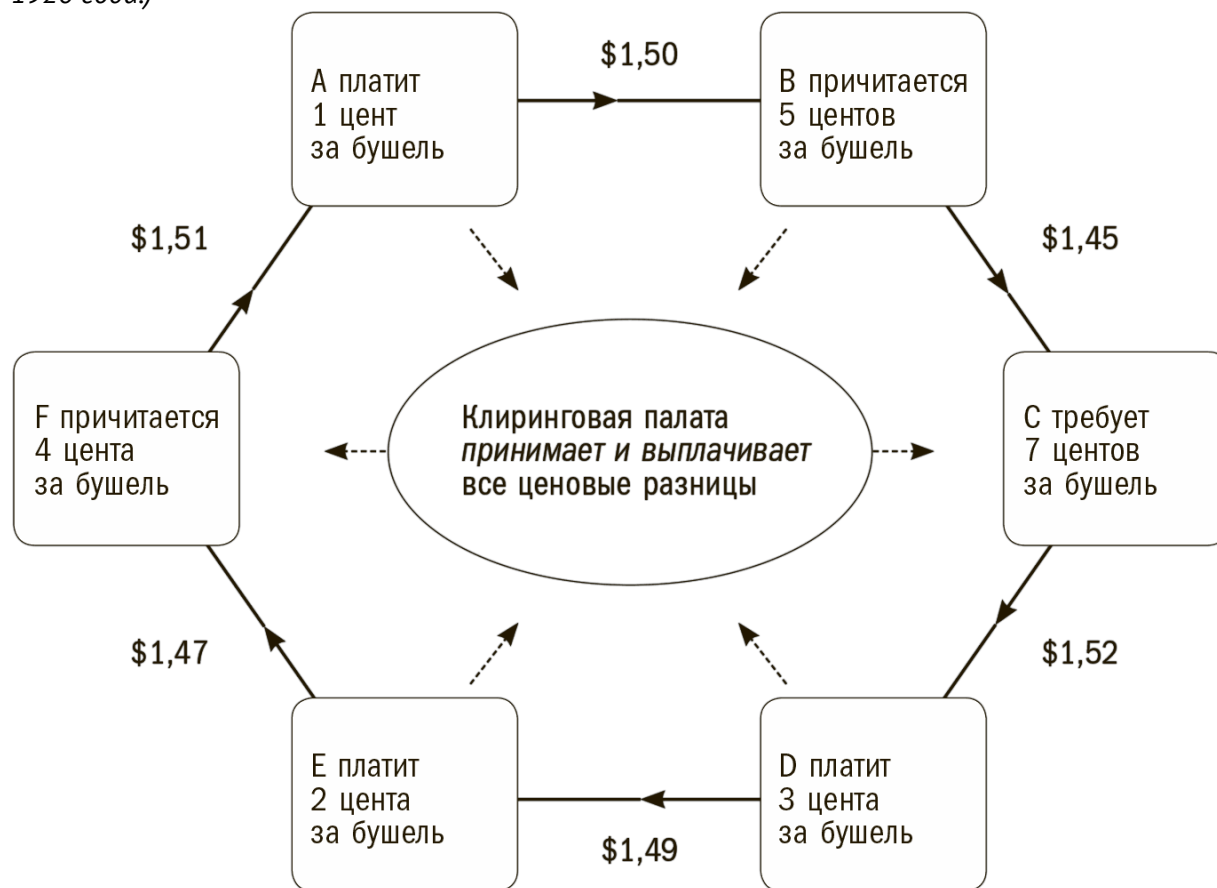 $1,50
А платит
1 цент
за бушель
В причитается
5 центов
за бушель
$1,51
$1,45
F причитается
4 цента
за бушель
Клиринговая палата
принимает и выплачивает
все ценовые разницы
С требует
7 центов
за бушель
$1,47
$1,52
Е платит
2 цента
за бушель
D платит
3 цента
за бушель
$1,49